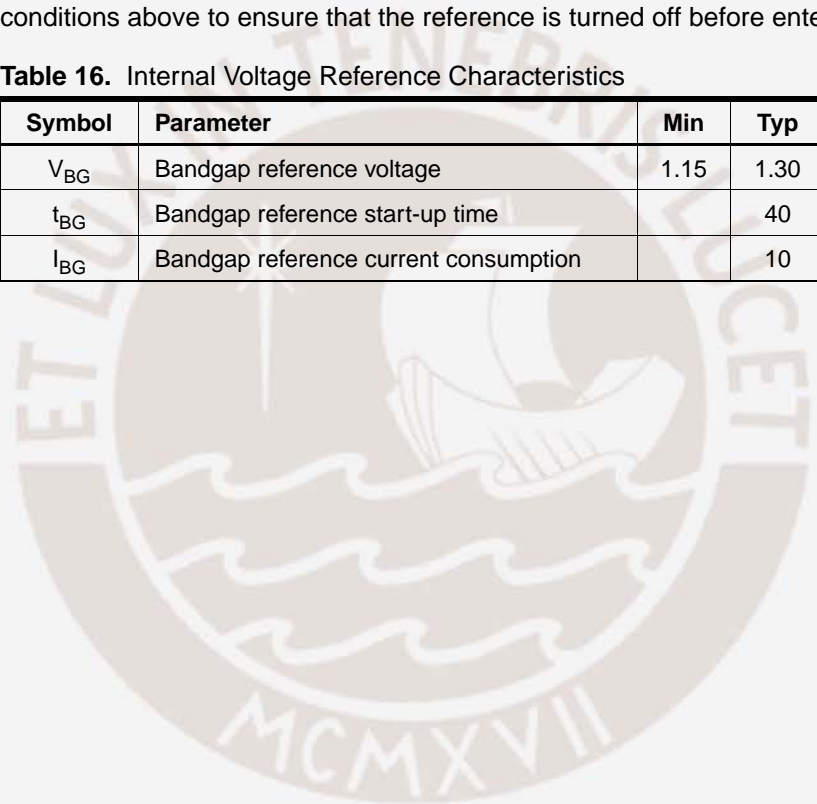 conditions above to ensure that the reference is turned off before ente
Table 16. Internal Voltage Reference Characteristics
Symbol Parameter Min Typ
VBG Bandgap reference voltage 1.15 1.30
tBG Bandgap reference start-up time 40
IBG Bandgap reference current consumption 10
ET LUX IN TENEBRIS LUCET
MCMXVII